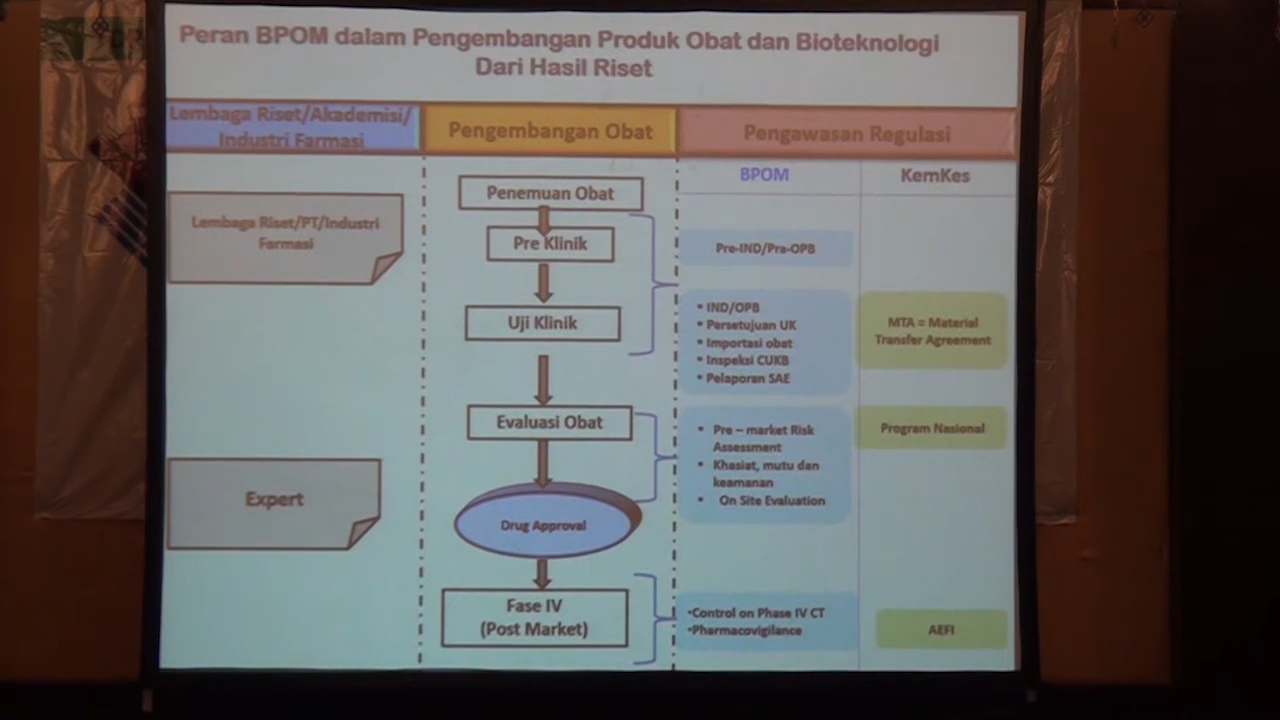 Peran BPOM dalam Pengembangan Produk Obat dan Bioteknologi
Dari Hasil Riset
Lembaga Riset/Akademisi/
Industri Farmasi
Pengembangan Obat
Pengawasan Regulasi
BPOM
KemKes
Lembaga Riset/PT/Industri
Farmasi
Expert
Penemuan Obat
Pre Klinik
Uji Klinik
Evaluasi Obat
Drug Approval
Fase IV
(Post Market)
Pre-IND/Pra-OPB
• IND/OPB
• Persetujuan UK
• Importasi obat
• Inspeksi CUKB
• Pelaporan SAE
• Pre – market Risk
Assessment
• Khasiat, mutu dan
keamanan
• On Site Evaluation
•Control on Phase IV CT
•Pharmacovigilance
MTA = Material
Transfer Agreement
Program Nasional
AEFI